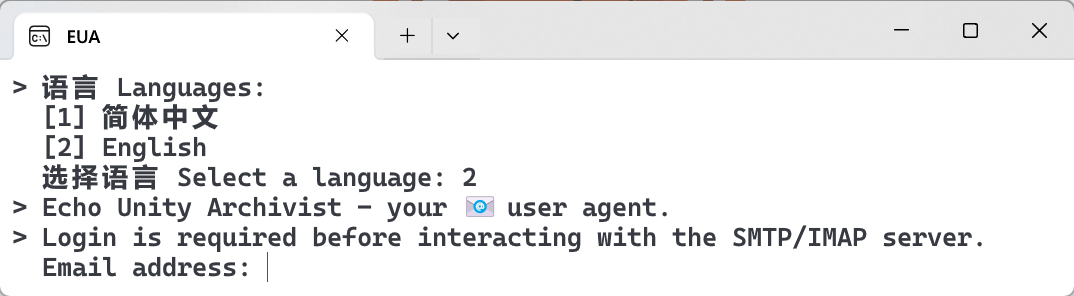 EUA
> 语言 Languages:
[1] 简体中文
[2] English
选择语言 Select a language: 2
> Echo Unity Archivist - your 📧 user agent.
> Login is required before interacting with the SMTP/IMAP server.
Email address: